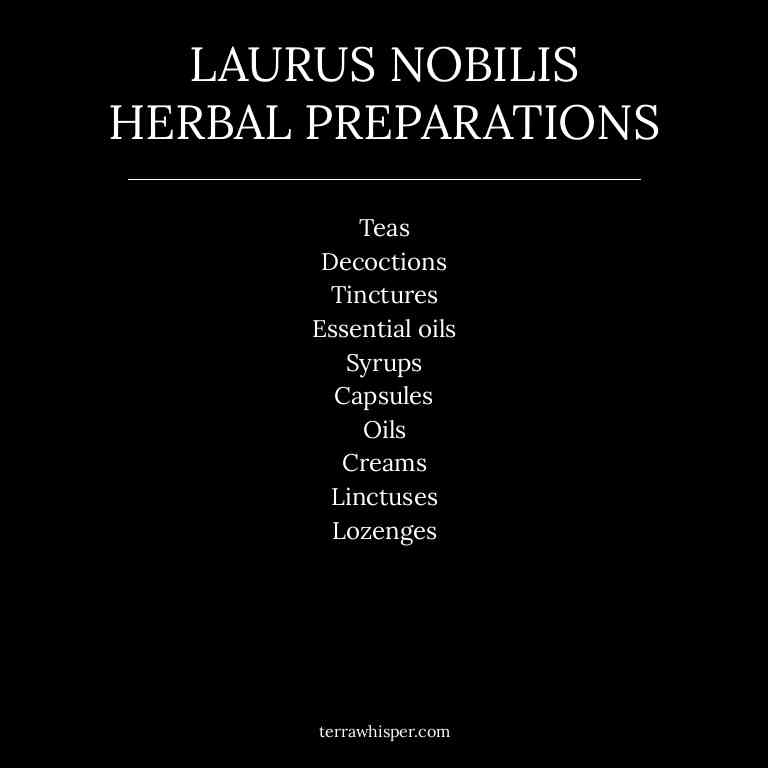 LAURUS NOBILIS
HERBAL PREPARATIONS
Teas
Decoctions
Tinctures
Essential oils
Syrups
Capsules
Oils
Creams
Linctuses
Lozenges
terrawhisper.com